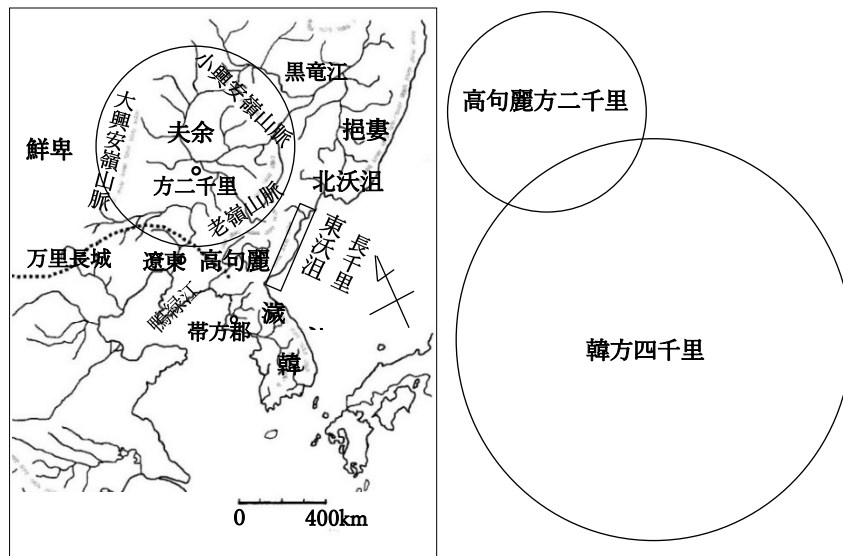 小興安嶺山脈
黒竜江
大興安嶺山脈
夫余
挹婁
鮮卑
方二千里
北沃沮
老嶺山脈
東沃沮
長千里
万里長城
遼東
高句麗
鴨緑江
帯方郡
濊
韓
0 400km
高句麗方二千里
韓方四千里